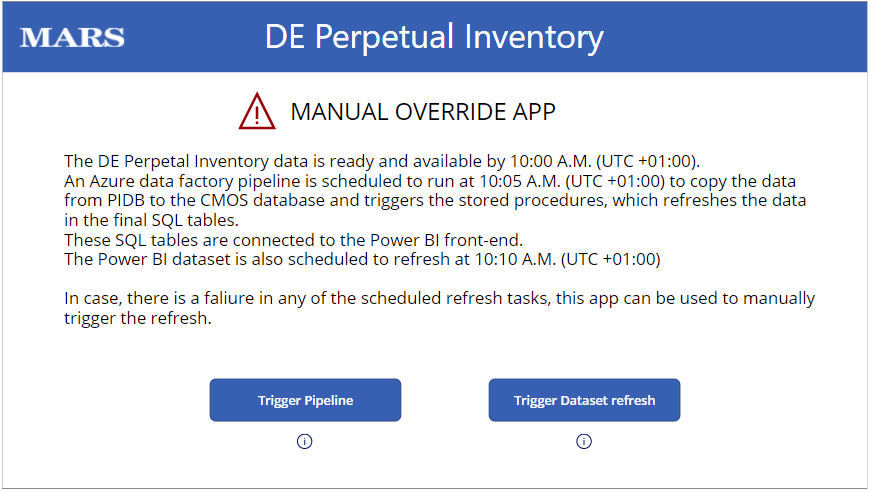 MARS
DE Perpetual Inventory
MANUAL OVERRIDE APP
The DE Perpetal Inventory data is ready and available by 10:00 A.M. (UTC +01:00).
An Azure data factory pipeline is scheduled to run at 10:05 A.M. (UTC +01:00) to copy the data
from PIDB to the CMOS database and triggers the stored procedures, which refreshes the data
in the final SQL tables.
These SQL tables are connected to the Power BI front-end.
The Power BI dataset is also scheduled to refresh at 10:10 A.M. (UTC +01:00)
In case, there is a faliure in any of the scheduled refresh tasks, this app can be used to manually
trigger the refresh.
Trigger Pipeline
Trigger Dataset refresh